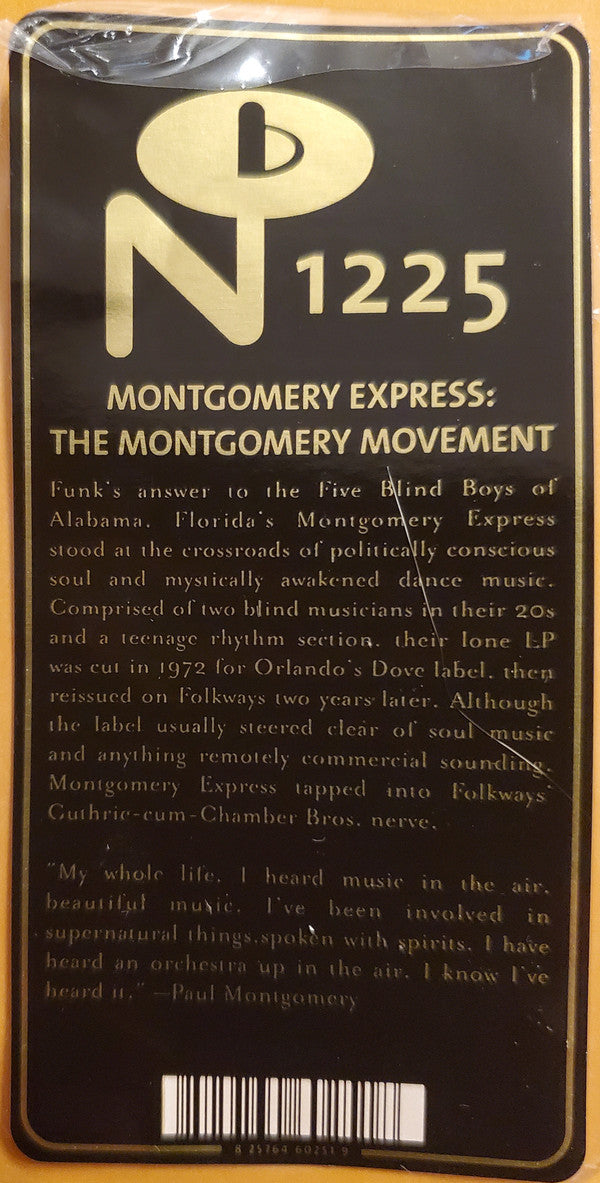 N 1225
MONTGOMERY EXPRESS:
THE MONTGOMERY MOVEMENT
Funk's answer to the Five Blind Boys of
Alabama, Florida's Montgomery Express
stood at the crossroads of politically conscious
soul and mystically awakened dance music.
Comprised of two blind musicians in their 20s
and a teenage rhythm section, their lone LP
was cut in 1972 for Orlando's Dove label, then
reissued on Folkways two years later. Although
the label usually steered clear of soul music
and anything remotely commercial sounding,
Montgomery Express tapped into Folkways'
Guthrie-cum-Chamber Bros. nerve.
"My whole life, I heard music in the air,
beautiful music. I've been involved in
supernatural things,spoken with spirits. I have
heard an orchestra up in the air. I know I've
heard it." —Paul Montgomery
8 25764 60251 9